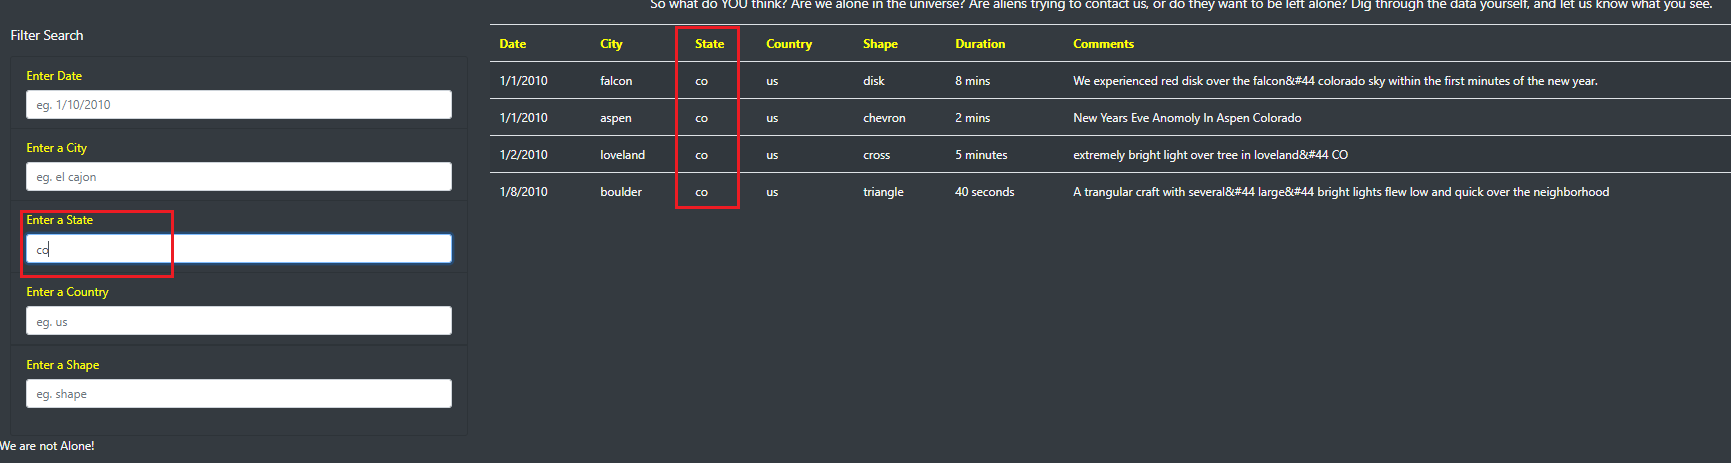 So what do YOU think? Are we alone in the universe? Are aliens trying to contact us, or do they want to be left alone? Dig through the data yourself, and let us know what you see.
Filter Search
Enter Date
eg. 1/10/2010
Enter a City
eg. el cajon
Enter a State
co
Enter a Country
eg. us
Enter a Shape
eg. shape
Date City State Country Shape Duration Comments
1/1/2010 falcon co us disk 8 mins We experienced red disk over the falcon&#44 colorado sky within the first minutes of the new year.
1/1/2010 aspen co us chevron 2 mins New Years Eve Anomoly In Aspen Colorado
1/2/2010 loveland co us cross 5 minutes extremely bright light over tree in loveland&#44 CO
1/8/2010 boulder co us triangle 40 seconds A trangular craft with several&#44 large&#44 bright lights flew low and quick over the neighborhood
We are not Alone!